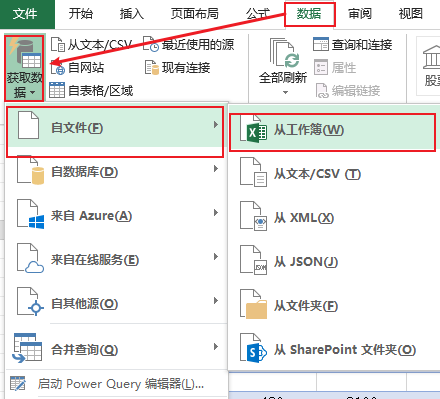 文件 开始 插入 页面布局 公式 数据 审阅 视图
获取数据
从文本/CSV
自网站
自表格/区域
最近使用的源
现有连接
全部刷新
查询和连接
属性
编辑链接
自文件(F)
自数据库(D)
来自 Azure(A)
来自在线服务(E)
自其他源(O)
合并查询(Q)
启动 Power Query 编辑器(L)...
从工作簿(W)
从文本/CSV (T)
从 XML(X)
从 JSON(J)
从文件夹(F)
从 SharePoint 文件夹(O)